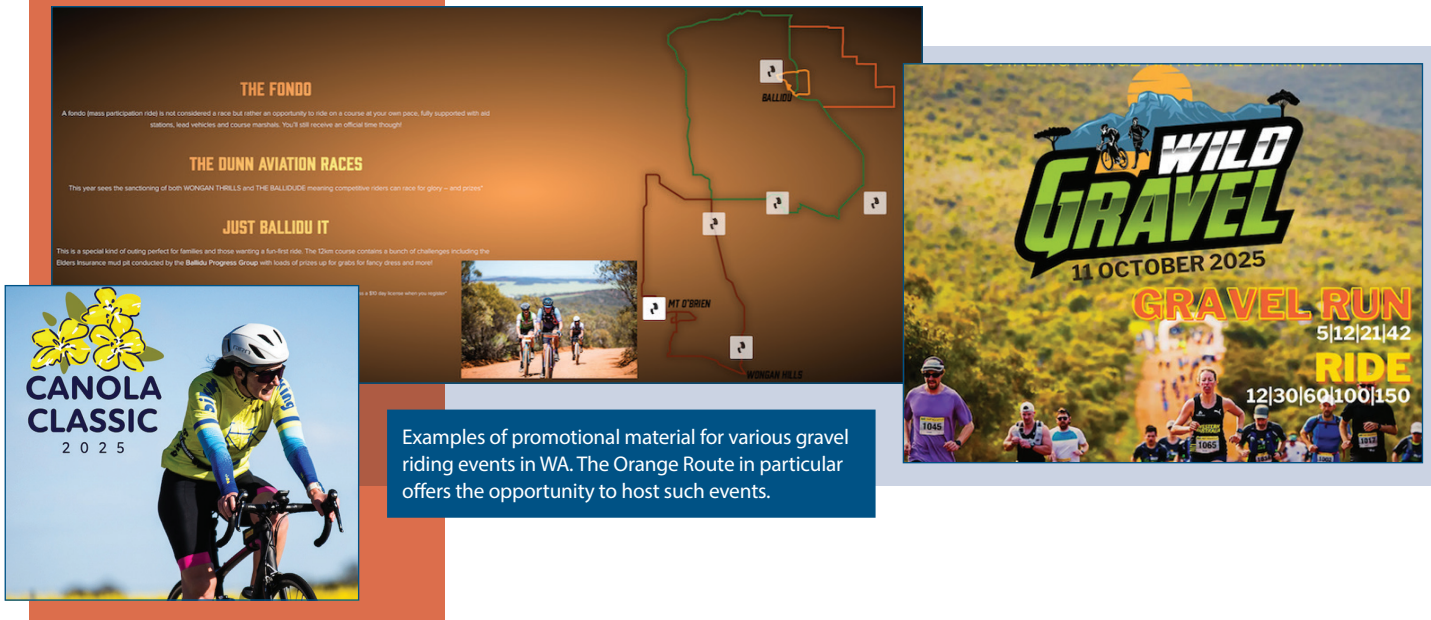 THE FONDO
A fondo (mass participation ride) is not considered a race but rather an opportunity to ride on a course at your own pace, fully supported with aid
stations, lead vehicles and course marshals. You'll still receive an official time though!
THE DUNN AVIATION RACES
This year sees the sanctioning of both WONGAN THRILLS and THE BALLIDUDE meaning competitive riders can race for glory – and prizes*
JUST BALLIDU IT
This is a special kind of outing perfect for families and those wanting a fun-first ride. The 12km course contains a bunch of challenges including the
Elders Insurance mud pit conducted by the Ballidu Progress Group with loads of prizes up for grabs for fancy dress and more!
a $10 day license when you register*
BALLIDU
MT O'BRIEN
WONGAN HILLS
WILD
GRAVEL
11 OCTOBER 2025
GRAVEL RUN
5|12|21|42
RIDE
12|30|60|100|150
1045
1065
1017
CANOLA
CLASSIC
2025
Examples of promotional material for various gravel
riding events in WA. The Orange Route in particular
offers the opportunity to host such events.